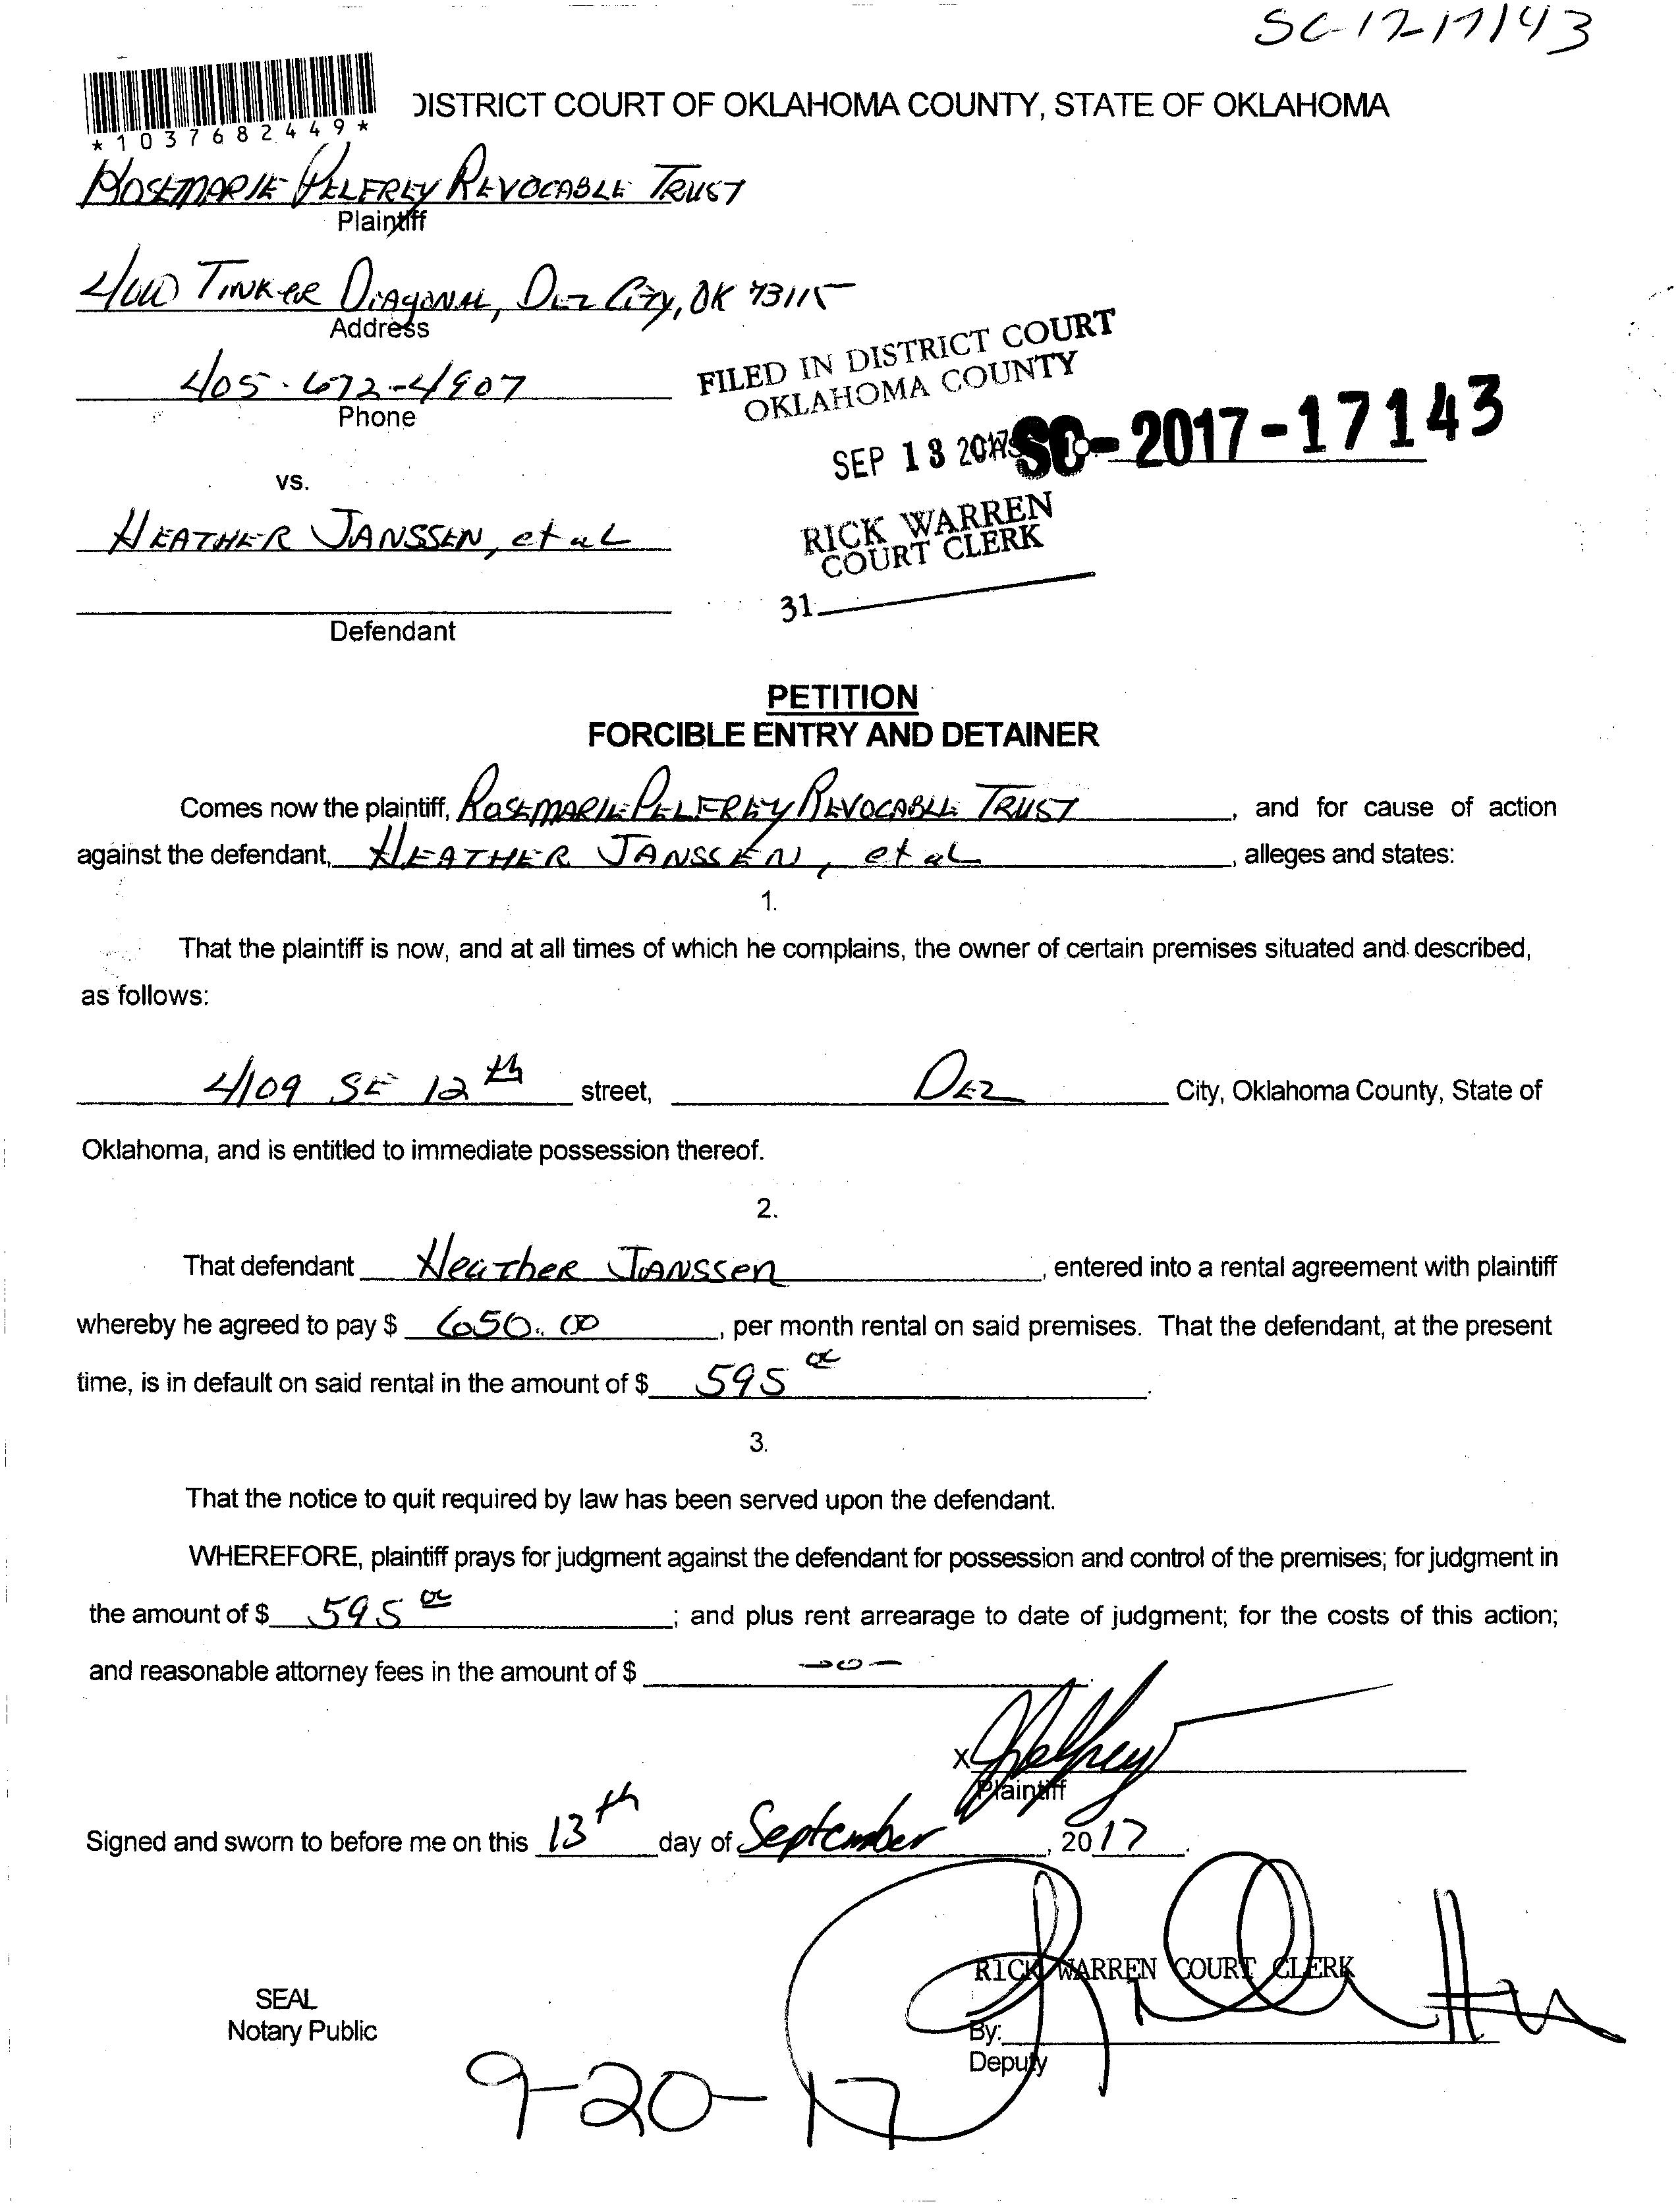 SC-17-17143
*1037682449*
DISTRICT COURT OF OKLAHOMA COUNTY, STATE OF OKLAHOMA
ROSEMARIE PELFREY REVOCABLE TRUST
Plaintiff
TINKER DIAGONAL, DEL CITY, OK 73115
Address
405-672-4907
Phone
FILED IN DISTRICT COURT
OKLAHOMA COUNTY
SEP 13 2017
SC-2017-17143
vs.
HEATHER JANSSEN, et al
RICK WARREN
COURT CLERK
31
Defendant
PETITION
FORCIBLE ENTRY AND DETAINER
Comes now the plaintiff, ROSEMARIE PELFREY REVOCABLE TRUST, and for cause of action
against the defendant, HEATHER JANSSEN, et al, alleges and states:
1.
That the plaintiff is now, and at all times of which he complains, the owner of certain premises situated and described,
as follows:
4109 SE 12th street, DEL City, Oklahoma County, State of
Oklahoma, and is entitled to immediate possession thereof.
2.
That defendant Heather Janssen, entered into a rental agreement with plaintiff
whereby he agreed to pay $ 650.00, per month rental on said premises. That the defendant, at the present
time, is in default on said rental in the amount of $ 595 00.
3.
That the notice to quit required by law has been served upon the defendant.
WHEREFORE, plaintiff prays for judgment against the defendant for possession and control of the premises; for judgment in
the amount of $ 595 00; and plus rent arrearage to date of judgment; for the costs of this action;
and reasonable attorney fees in the amount of $ -0-.
X Pelfrey
Plaintiff
Signed and sworn to before me on this 13th day of September, 2017.
RICK WARREN COURT CLERK
SEAL
Notary Public
By:
Deputy
9-20-17